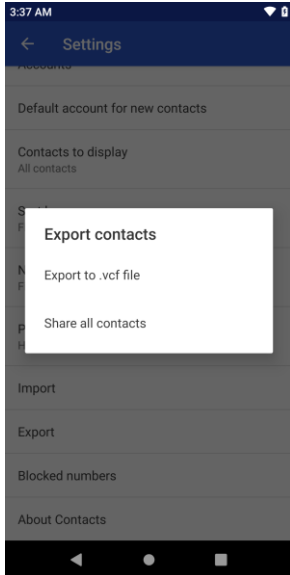 3:37 AM
Settings
Accounts
Default account for new contacts
Contacts to display
All contacts
S
F
Export contacts
N
F
Export to .vcf file
P
H
Share all contacts
Import
Export
Blocked numbers
About Contacts